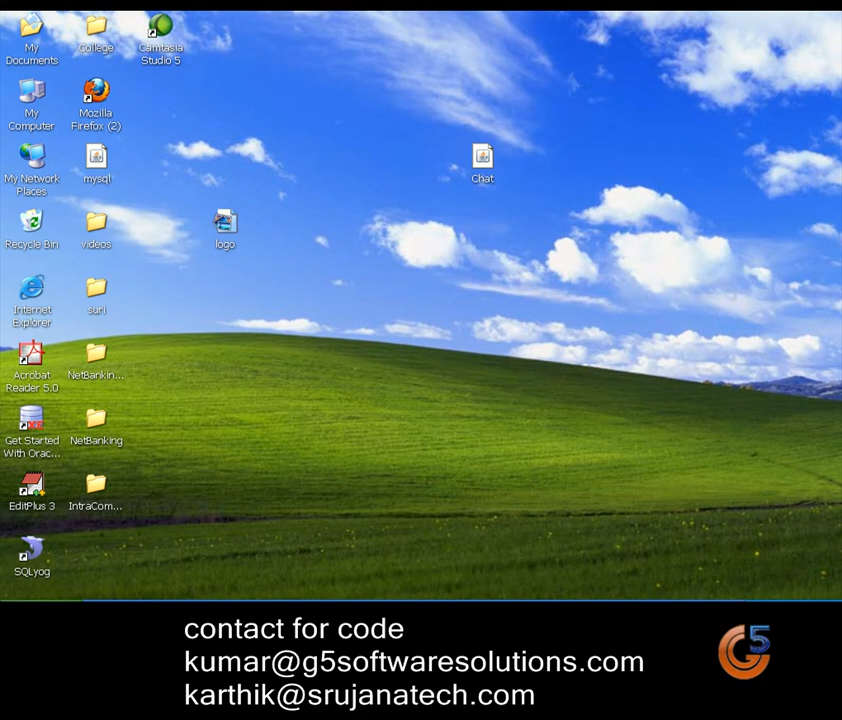 My
Documents
College
Camtasia
Studio 5
My
Computer
Mozilla
Firefox (2)
My Network
Places
mysql
Chat
Recycle Bin
videos
logo
Internet
Explorer
suri
Acrobat
Reader 5.0
NetBankin...
Get Started
With Orac...
NetBanking
EditPlus 3
IntraCom...
SQLyog
contact for code
kumar@g5softwaresolutions.com
karthik@srujanatech.com
G5